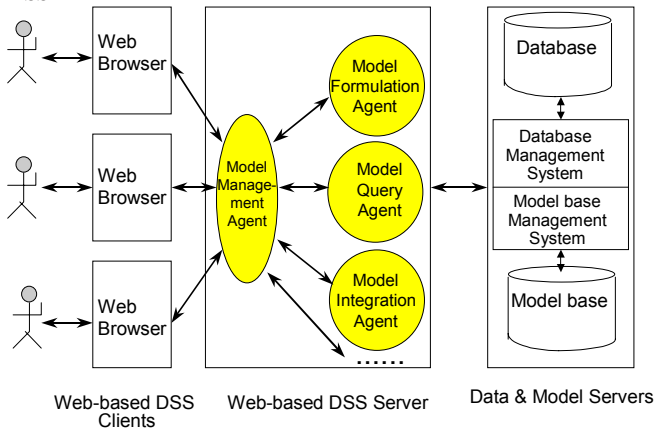 Web
Browser
Web
Browser
Web
Browser
Model
Manage-
ment
Agent
Model
Formulation
Agent
Model
Query
Agent
Model
Integration
Agent
......
Database
Database
Management
System
Model base
Management
System
Model base
Web-based DSS
Clients
Web-based DSS Server
Data & Model Servers